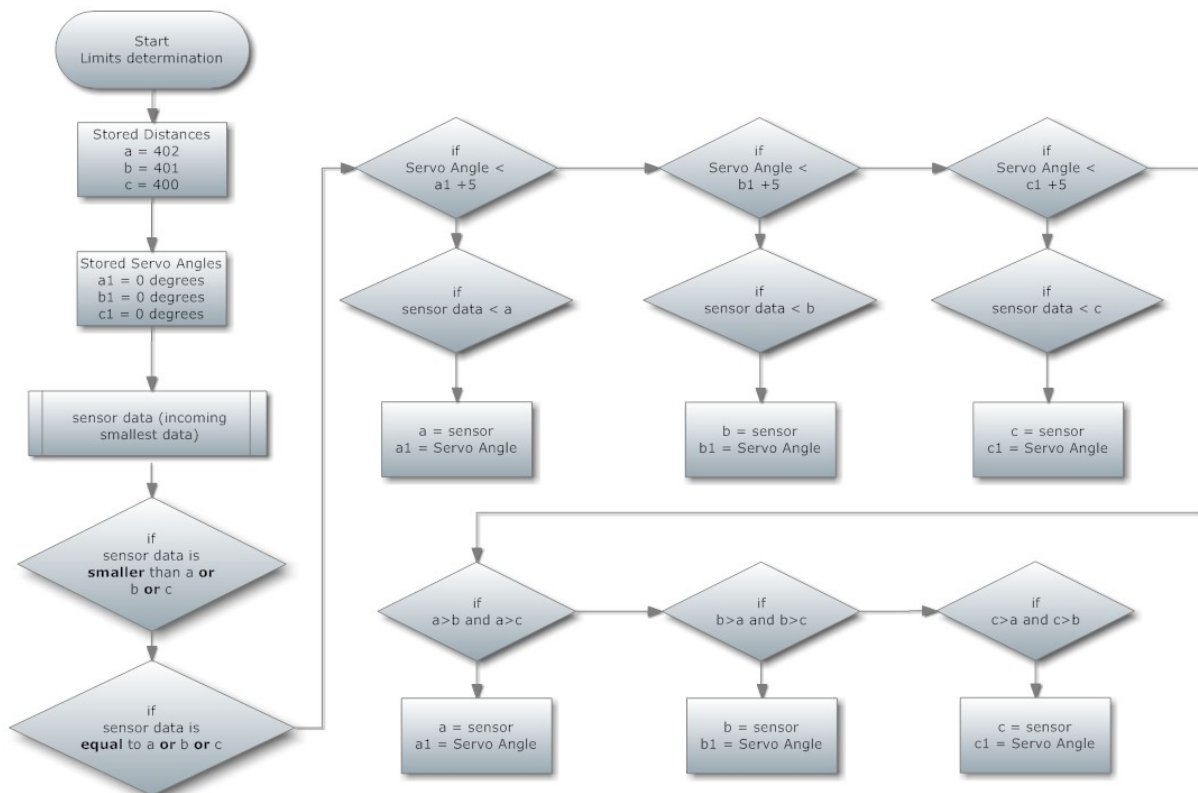 Start
Limits determination
Stored Distances
a = 402
b = 401
c = 400
Stored Servo Angles
a1 = 0 degrees
b1 = 0 degrees
c1 = 0 degrees
sensor data (incoming
smallest data)
if
sensor data is
smaller than a or
b or c
if
sensor data is
equal to a or b or c
if
Servo Angle <
a1 +5
if
Servo Angle <
b1 +5
if
Servo Angle <
c1 +5
if
sensor data < a
if
sensor data < b
if
sensor data < c
a = sensor
a1 = Servo Angle
b = sensor
b1 = Servo Angle
c = sensor
c1 = Servo Angle
if
a>b and a>c
if
b>a and b>c
if
c>a and c>b
a = sensor
a1 = Servo Angle
b = sensor
b1 = Servo Angle
c = sensor
c1 = Servo Angle